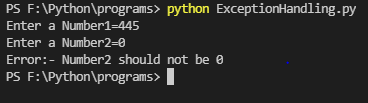 PS F:\Python\programs> python ExceptionHandling.py
Enter a Number1=445
Enter a Number2=0
Error:- Number2 should not be 0
PS F:\Python\programs>